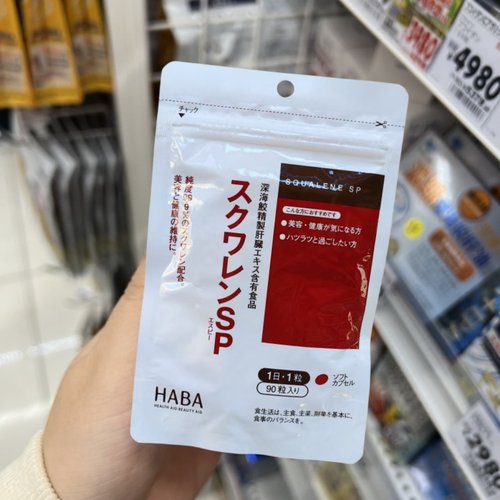 チャック
SQUALENE SP
こんな方におすすめです
●美容・健康が気になる方
●ハツラツと過ごしたい方
深海鮫精製肝臓エキス含有食品
スクワレンSP
エスピー
純度99.9%のスクワレン配合。
美容と健康の維持に。
1日・1粒
90粒入り
ソフト
カプセル
HABA
HEALTH AID BEAUTY AID
食生活は、主食、主菜、副菜を基本に、
食事のバランスを。
4980
298